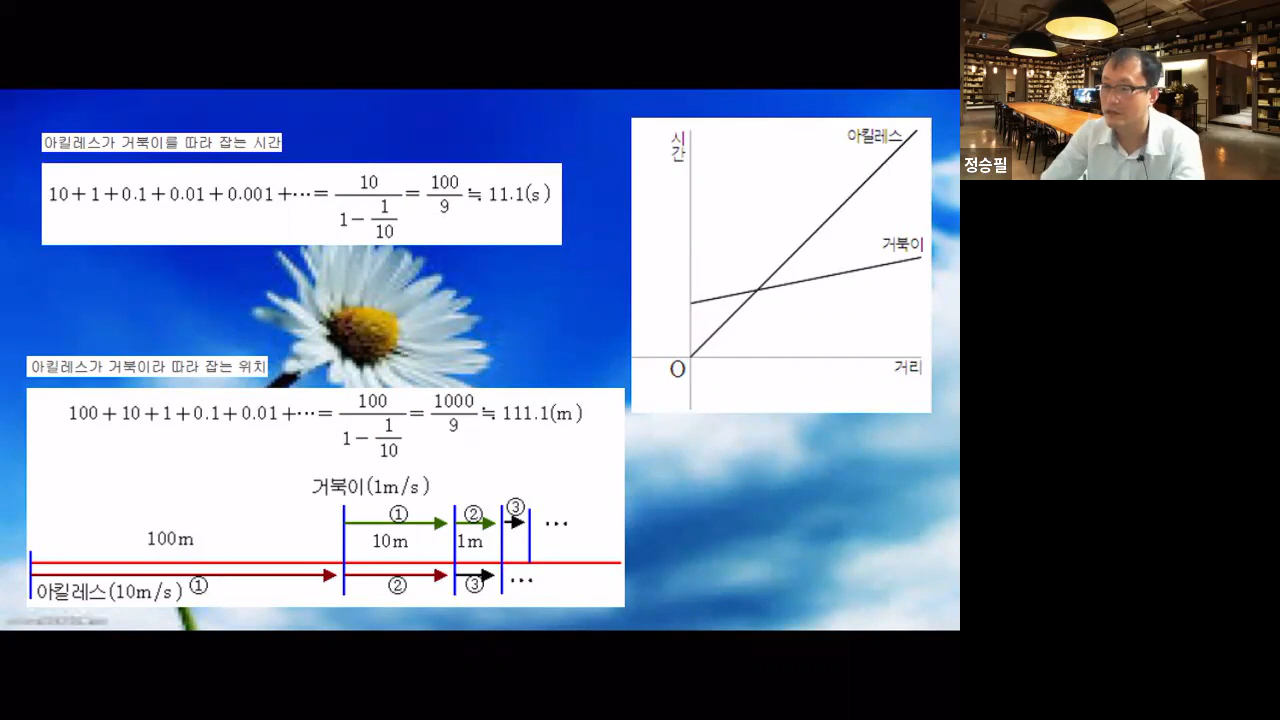 아킬레스가 거북이를 따라 잡는 시간
10+1+0.1+0.01+0.001+⋯= 10/(1−1/10) = 100/9 ≒ 11.1(s)
아킬레스가 거북이라 따라 잡는 위치
100+10+1+0.1+0.01+⋯= 100/(1−1/10) = 1000/9 ≒ 111.1(m)
거북이(1m/s)
① ② ③ ⋯
100m 10m 1m
아킬레스(10m/s) ① ② ③ ⋯
시간
아킬레스
거북이
O 거리
정승필